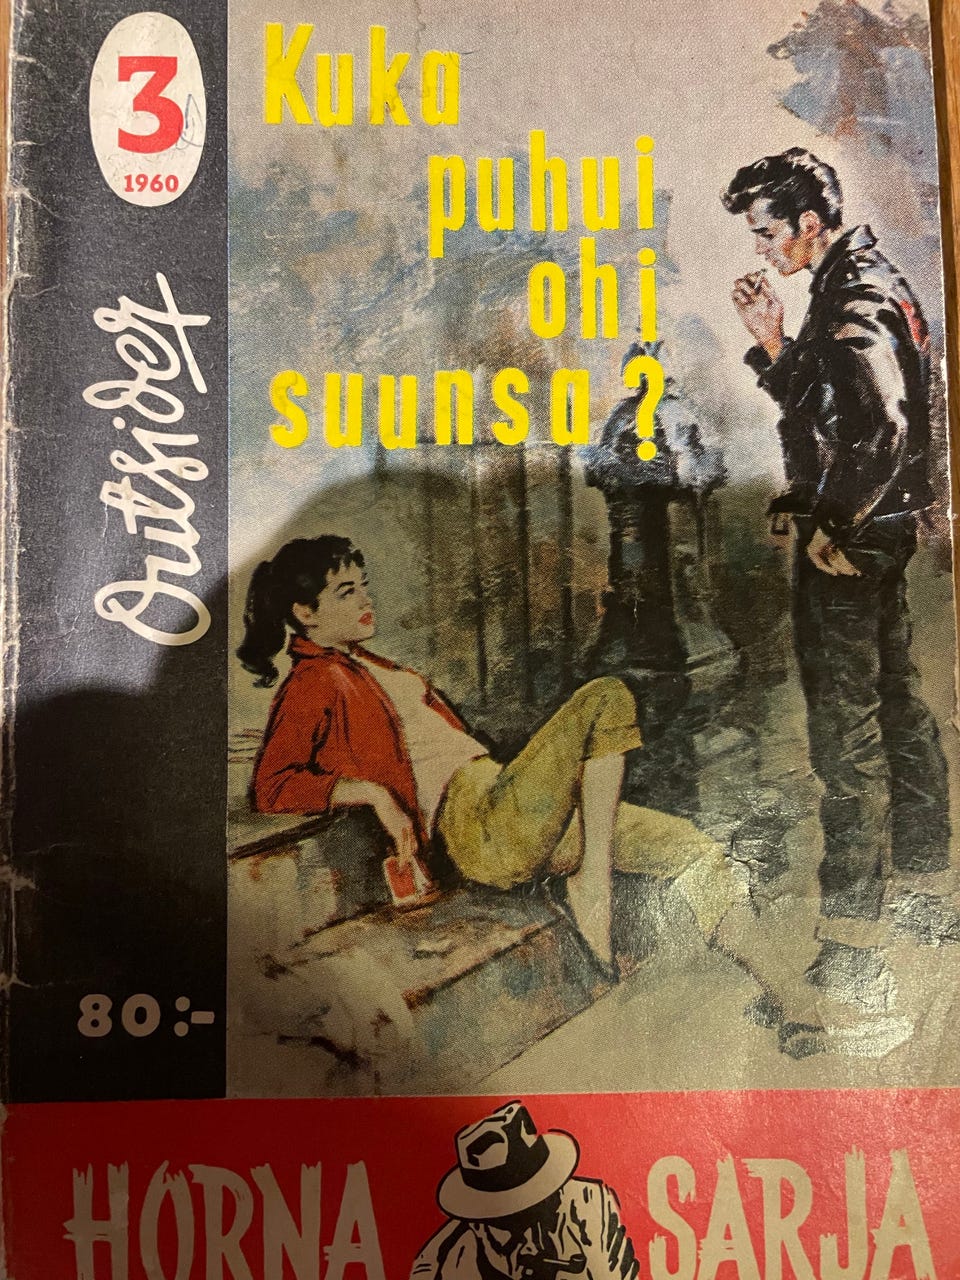 3
1960
Outsider
Kuka
puhui
ohi
suunsa?
80:-
HORNA SARJA